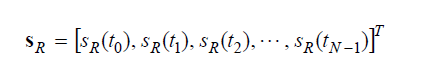 s_R = [s_R(t_0), s_R(t_1), s_R(t_2), ⋯, s_R(t_{N−1})]^T